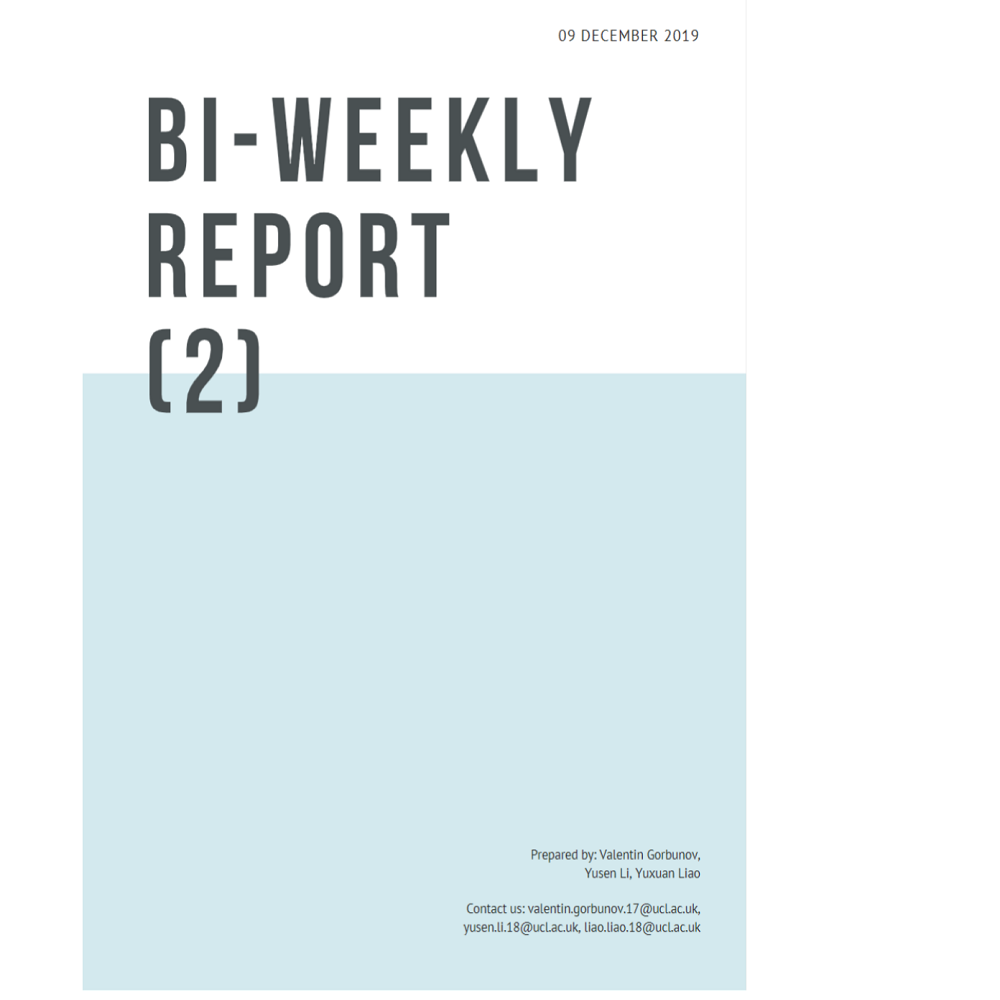 09 DECEMBER 2019
BI-WEEKLY
REPORT
(2)
Prepared by: Valentin Gorbunov,
Yusen Li, Yuxuan Liao
Contact us: valentin.gorbunov.17@ucl.ac.uk,
yusen.li.18@ucl.ac.uk, liao.liao.18@ucl.ac.uk